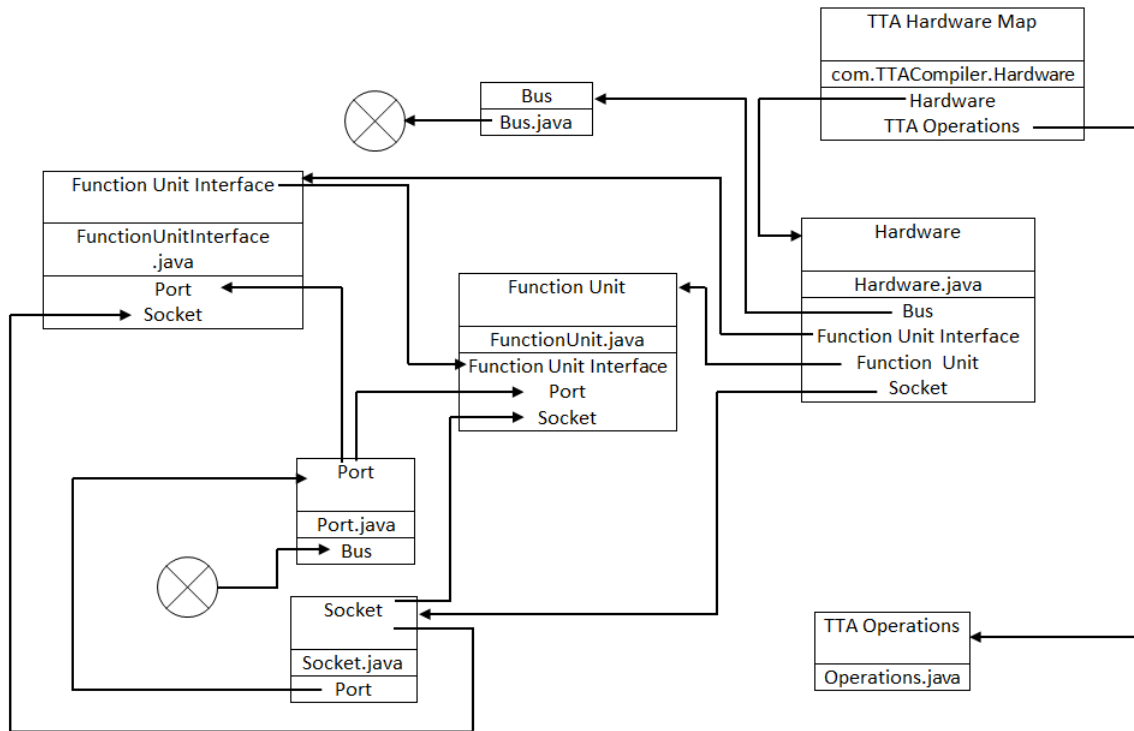 TTA Hardware Map
com.TTACompiler.Hardware
Hardware
TTA Operations
Bus
Bus.java
Function Unit Interface
FunctionUnitInterface
.java
Port
Socket
Hardware
Hardware.java
Bus
Function Unit Interface
Function Unit
Socket
Function Unit
FunctionUnit.java
Function Unit Interface
Port
Socket
Port
Port.java
Bus
Socket
Socket.java
Port
TTA Operations
Operations.java